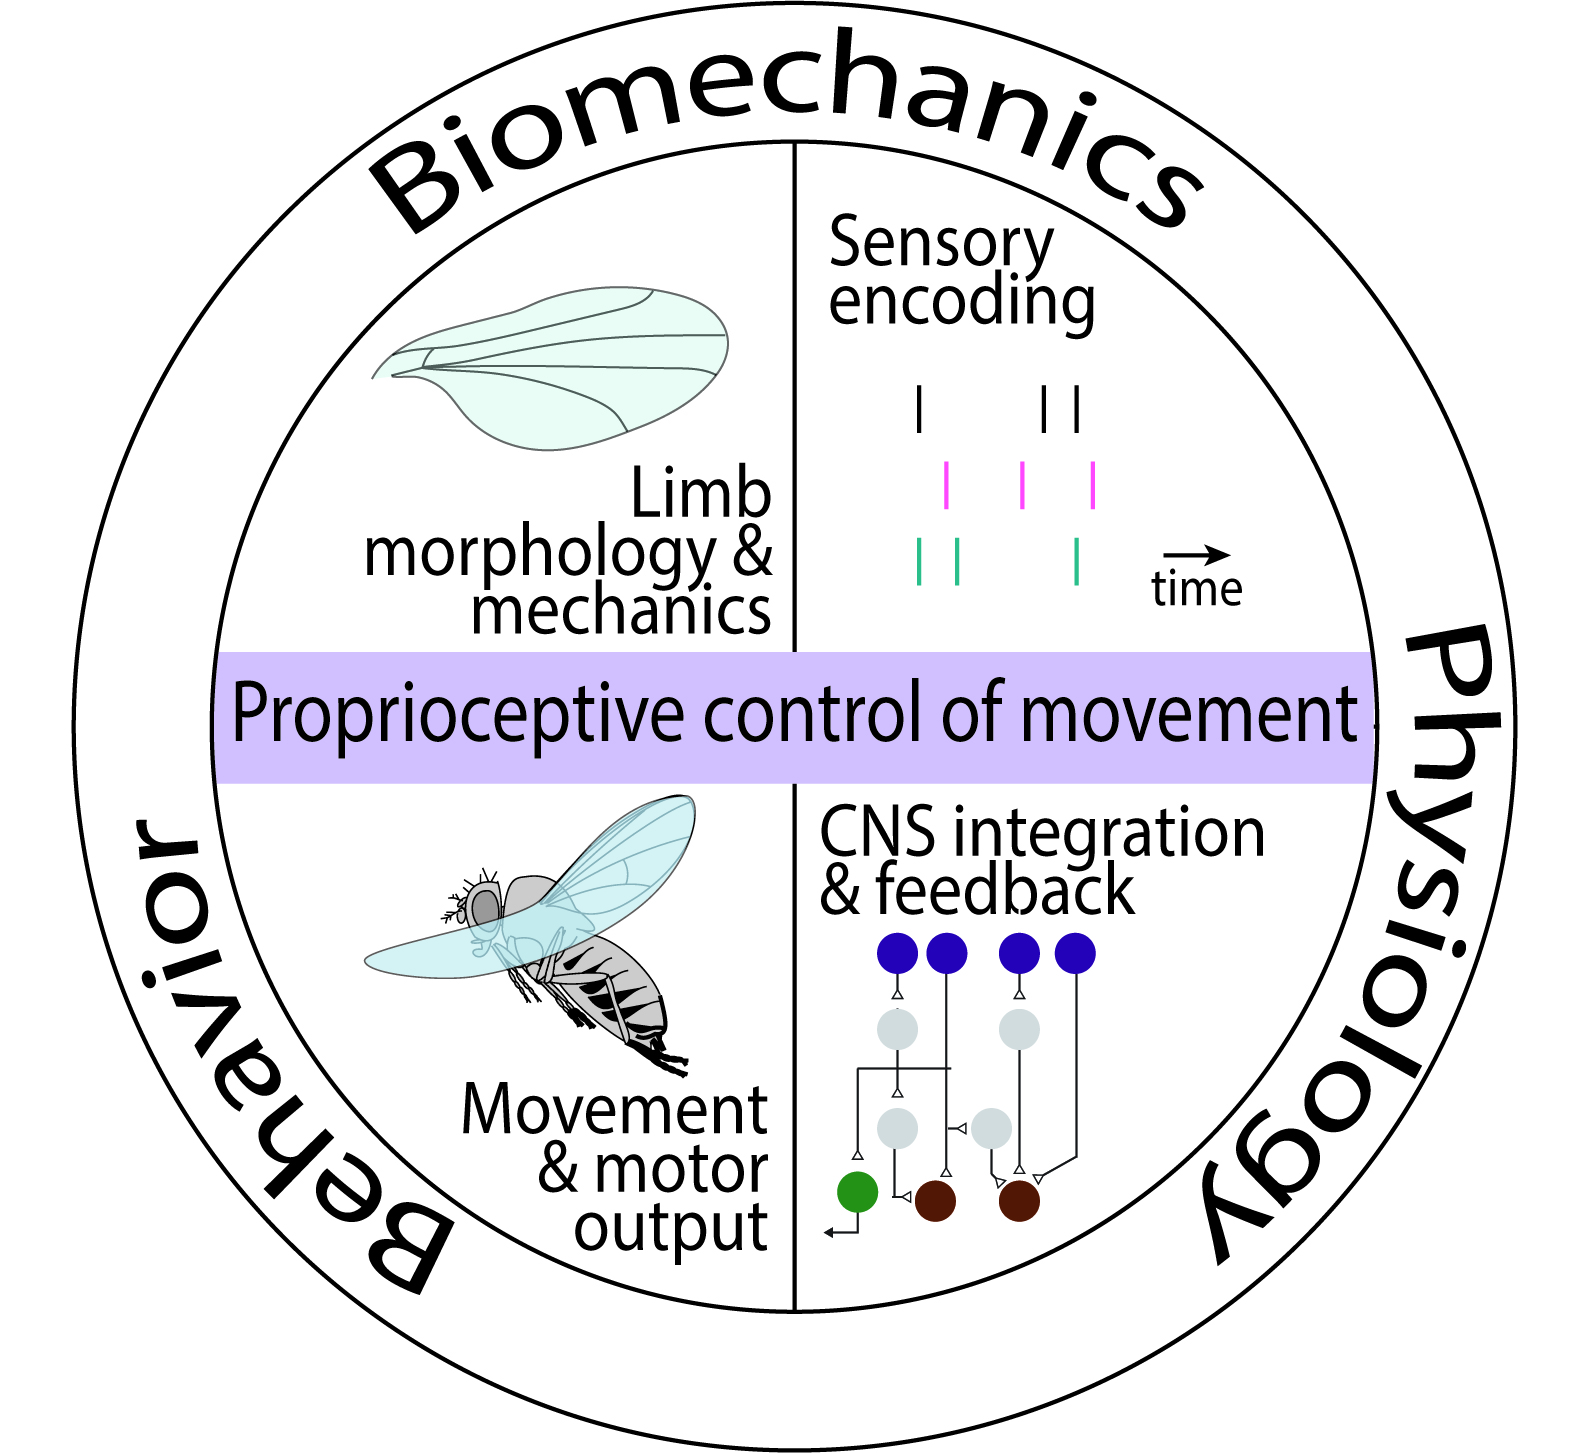 Biomechanics
Sensory
encoding
time
Limb
morphology &
mechanics
Proprioceptive control of movement
Physiology
Behavior
CNS integration
& feedback
Movement
& motor
output